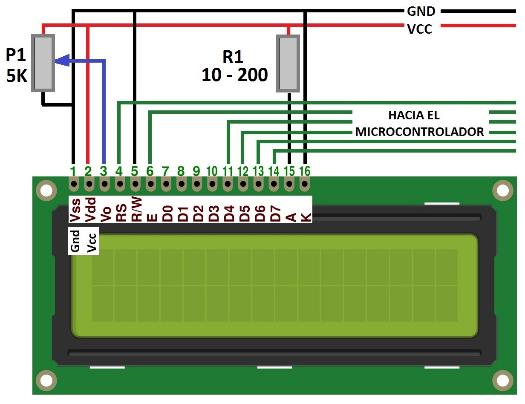 GND
VCC
P1
5K
R1
10 - 200
HACIA EL
MICROCONTROLADOR
1 2 3 4 5 6 7 8 9 10 11 12 13 14 15 16
Vss Vdd Vo RS R/W E D0 D1 D2 D3 D4 D5 D6 D7 A K
Gnd Vcc